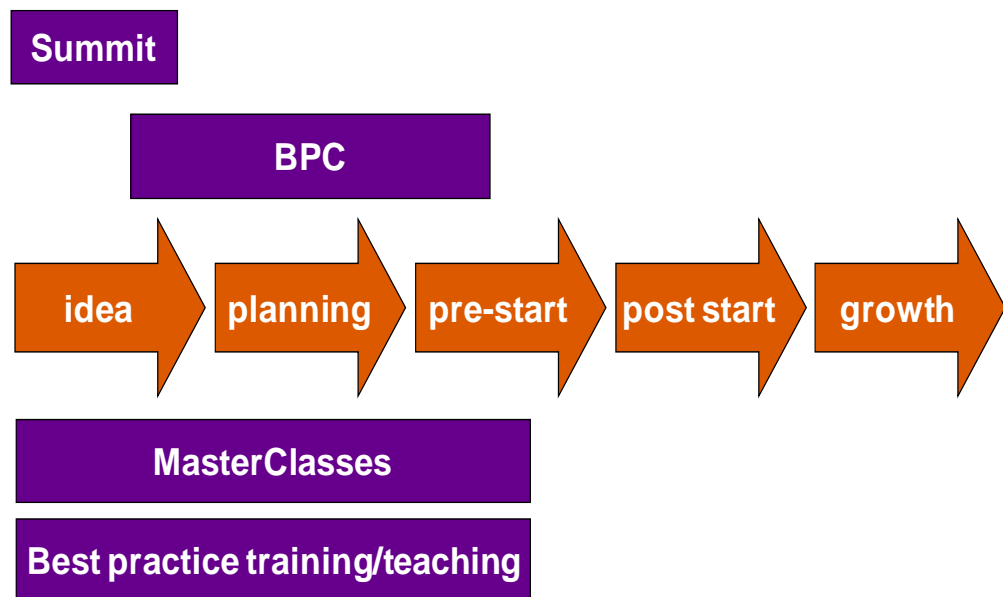 Summit
BPC
idea
planning
pre-start
post start
growth
MasterClasses
Best practice training/teaching